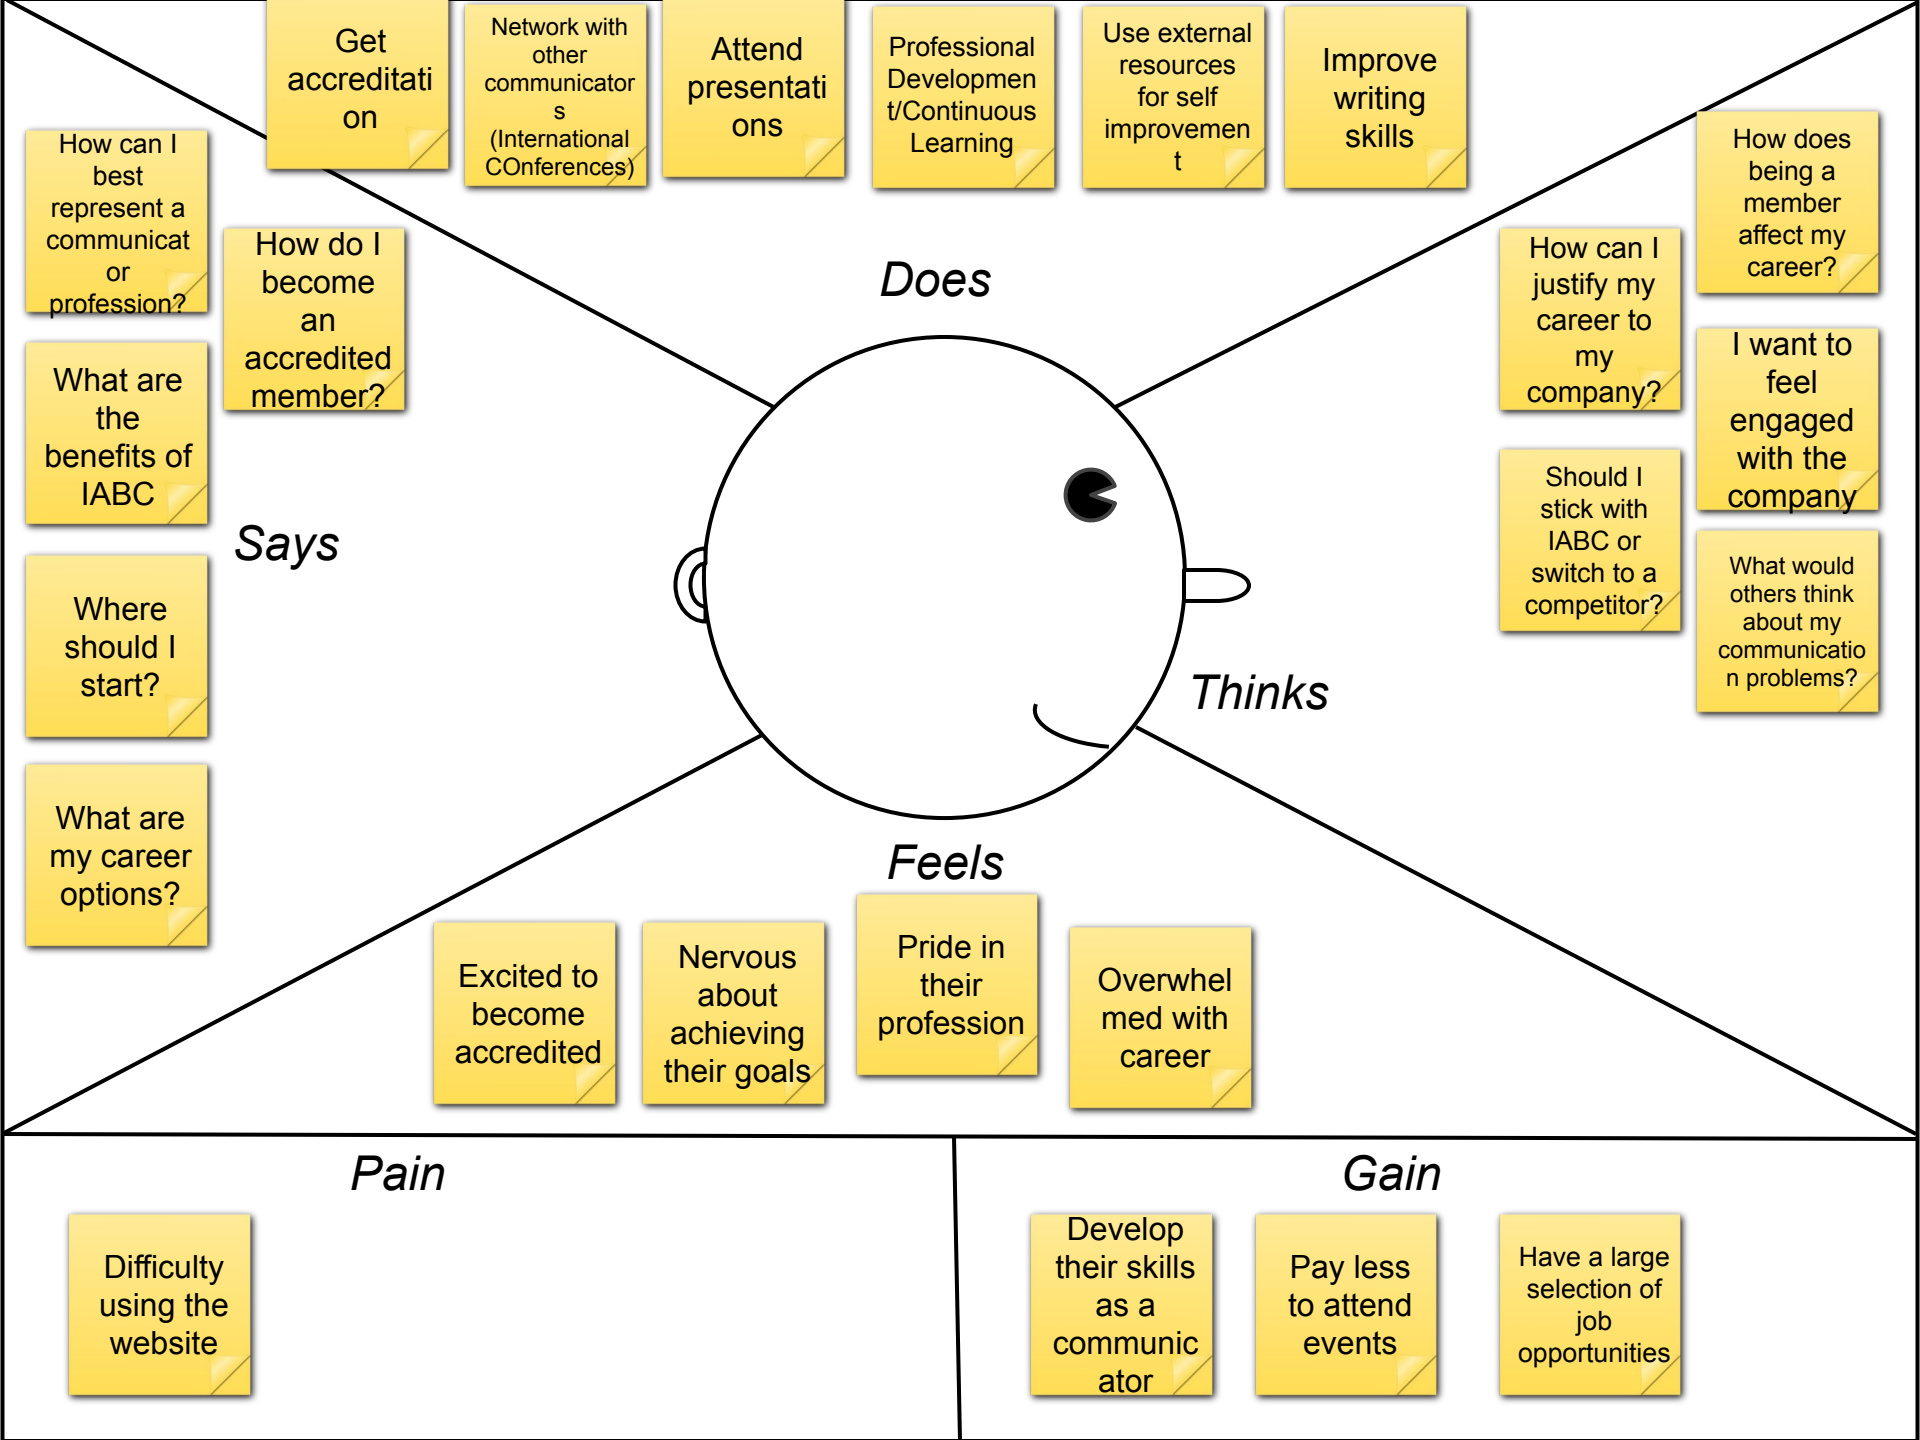 Get
accreditati
on
Network with
other
communicator
s
(International
COnferences)
Attend
presentati
ons
Professional
Developmen
t/Continuous
Learning
Use external
resources
for self
improvemen
t
Improve
writing
skills
Does
How can I
best
represent a
communicat
or
profession?
How do I
become
an
accredited
member?
What are
the
benefits of
IABC
Says
Where
should I
start?
What are
my career
options?
How does
being a
member
affect my
career?
How can I
justify my
career to
my
company?
I want to
feel
engaged
with the
company
Should I
stick with
IABC or
switch to a
competitor?
What would
others think
about my
communicatio
n problems?
Thinks
Feels
Excited to
become
accredited
Nervous
about
achieving
their goals
Pride in
their
profession
Overwhel
med with
career
Pain
Difficulty
using the
website
Gain
Develop
their skills
as a
communic
ator
Pay less
to attend
events
Have a large
selection of
job
opportunities